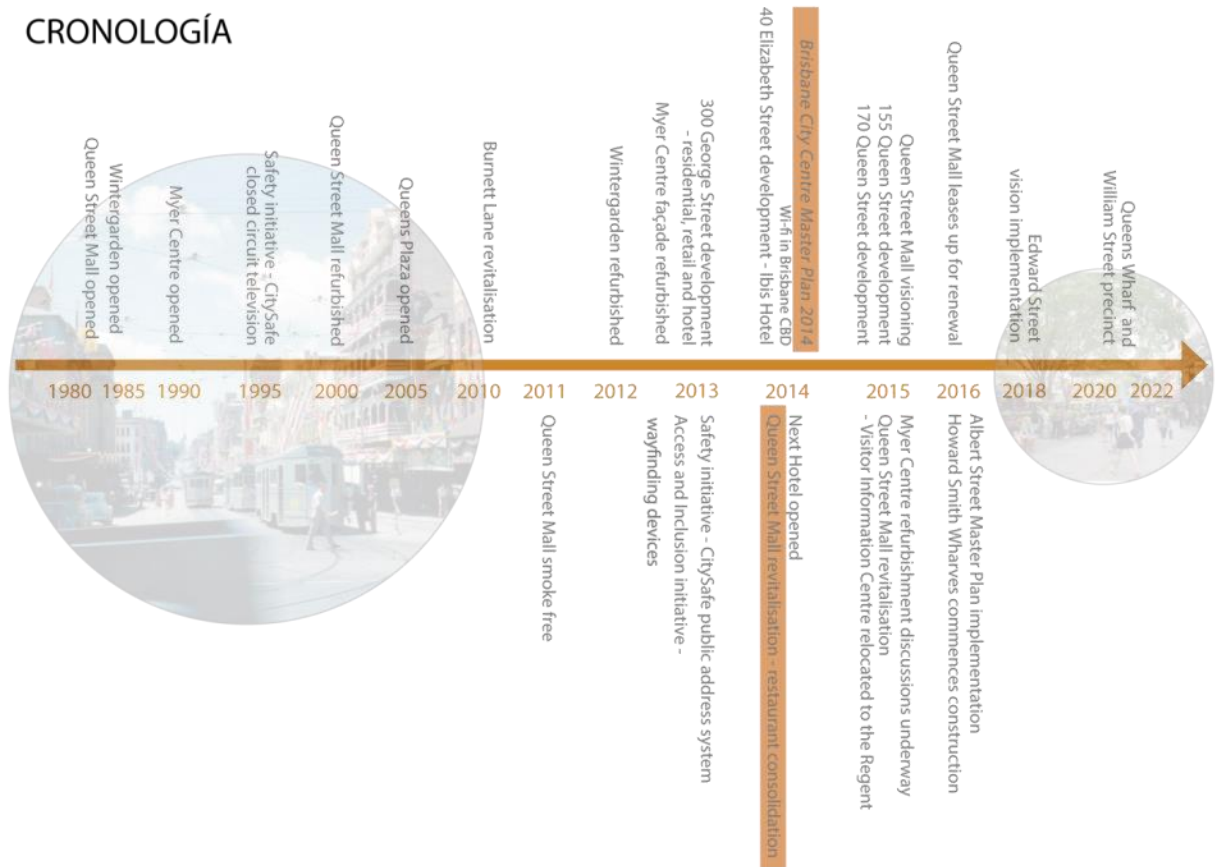 CRONOLOGÍA
Queen Street Mall opened
Wintergarden opened
Myer Centre opened
Safety initiative - CitySafe
closed circuit television
Queen Street Mall refurbished
Queens Plaza opened
Burnett Lane revitalisation
Wintergarden refurbished
Myer Centre façade refurbished
300 George Street development
- residential, retail and hotel
40 Elizabeth Street development - Ibis Hotel
Wi-fi in Brisbane CBD
Brisbane City Centre Master Plan 2014
Queen Street Mall visioning
155 Queen Street development
170 Queen Street development
Queen Street Mall leases up for renewal
Edward Street
vision implementation
Queens Wharf and
William Street precinct
1980 1985 1990 1995 2000 2005 2010 2011 2012 2013 2014 2015 2016 2018 2020 2022
Queen Street Mall smoke free
Safety initiative - CitySafe public address system
Access and Inclusion initiative -
wayfinding devices
Next Hotel opened
Queen Street Mall revitalisation - restaurant consolidation
Myer Centre refurbishment discussions underway
Queen Street Mall revitalisation
- Visitor Information Centre relocated to the Regent
Albert Street Master Plan implementation
Howard Smith Wharves commences construction